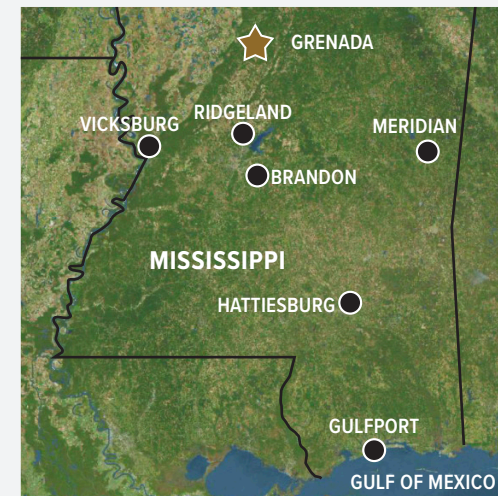 GRENADA
RIDGELAND
VICKSBURG
MERIDIAN
BRANDON
MISSISSIPPI
HATTIESBURG
GULFPORT
GULF OF MEXICO